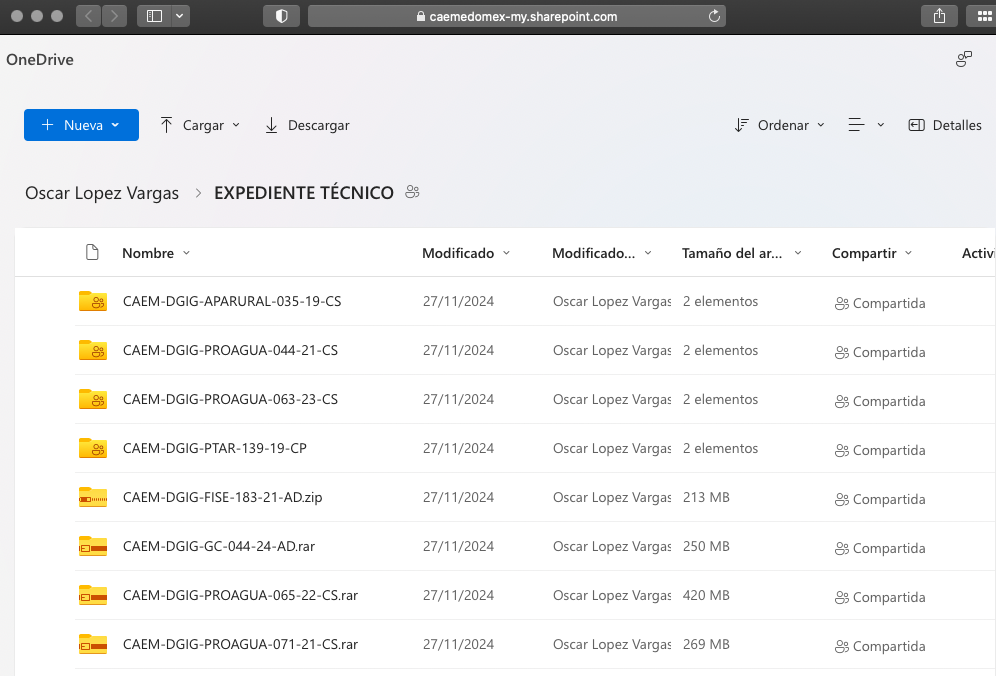 caemedomex-my.sharepoint.com
OneDrive
Nueva Cargar Descargar Ordenar Detalles
Oscar Lopez Vargas > EXPEDIENTE TÉCNICO
Nombre Modificado Modificado... Tamaño del ar... Compartir Activi
CAEM-DGIG-APARURAL-035-19-CS 27/11/2024 Oscar Lopez Vargas 2 elementos Compartida
CAEM-DGIG-PROAGUA-044-21-CS 27/11/2024 Oscar Lopez Vargas 2 elementos Compartida
CAEM-DGIG-PROAGUA-063-23-CS 27/11/2024 Oscar Lopez Vargas 2 elementos Compartida
CAEM-DGIG-PTAR-139-19-CP 27/11/2024 Oscar Lopez Vargas 2 elementos Compartida
CAEM-DGIG-FISE-183-21-AD.zip 27/11/2024 Oscar Lopez Vargas 213 MB Compartida
CAEM-DGIG-GC-044-24-AD.rar 27/11/2024 Oscar Lopez Vargas 250 MB Compartida
CAEM-DGIG-PROAGUA-065-22-CS.rar 27/11/2024 Oscar Lopez Vargas 420 MB Compartida
CAEM-DGIG-PROAGUA-071-21-CS.rar 27/11/2024 Oscar Lopez Vargas 269 MB Compartida